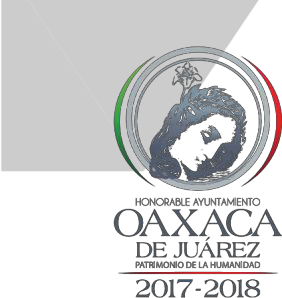 HONORABLE AYUNTAMIENTO
OAXACA
DE JUÁREZ
PATRIMONIO DE LA HUMANIDAD
2017-2018